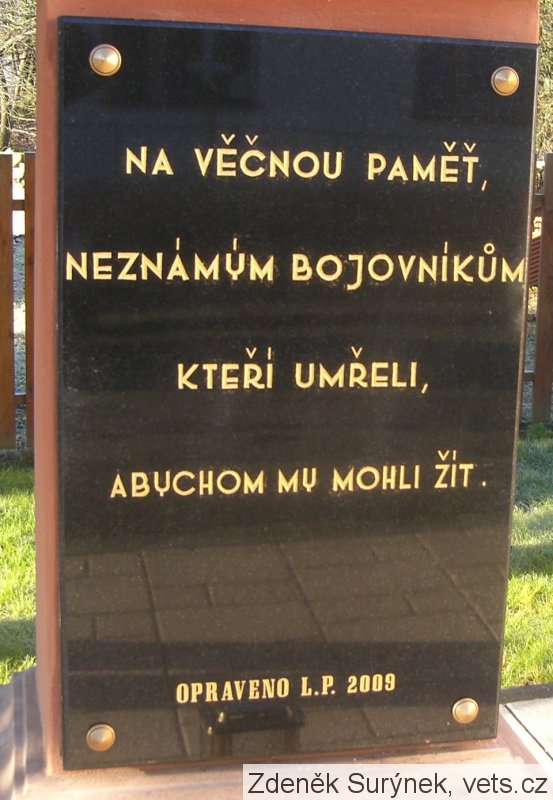 NA VĚČNOU PAMĚŤ,
NEZNÁMÝM BOJOVNÍKŮM
KTEŘÍ UMŘELI,
ABYCHOM MY MOHLI ŽÍT.
OPRAVENO L.P. 2009
Zdeněk Surýnek, vets.cz